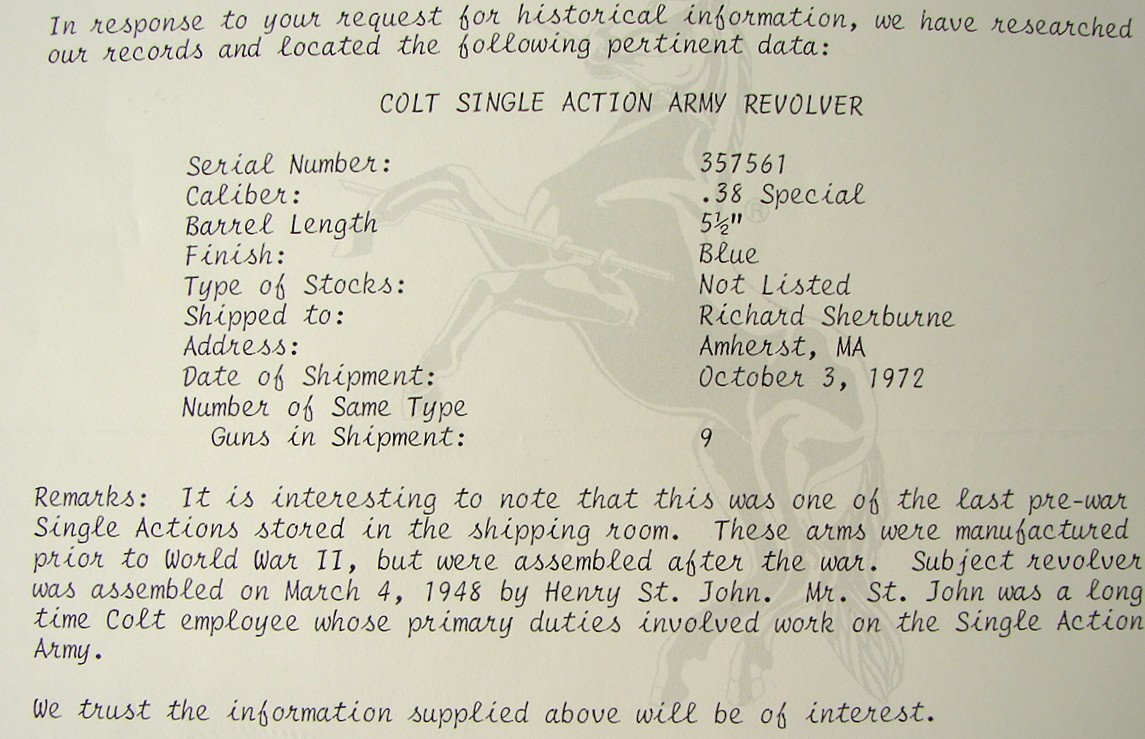 In response to your request for historical information, we have researched
our records and located the following pertinent data:
COLT SINGLE ACTION ARMY REVOLVER
Serial Number: 357561
Caliber: .38 Special
Barrel Length 5½"
Finish: Blue
Type of Stocks: Not Listed
Shipped to: Richard Sherburne
Address: Amherst, MA
Date of Shipment: October 3, 1972
Number of Same Type
Guns in Shipment: 9
Remarks: It is interesting to note that this was one of the last pre-war
Single Actions stored in the shipping room. These arms were manufactured
prior to World War II, but were assembled after the war. Subject revolver
was assembled on March 4, 1948 by Henry St. John. Mr. St. John was a long
time Colt employee whose primary duties involved work on the Single Action
Army.
We trust the information supplied above will be of interest.
®